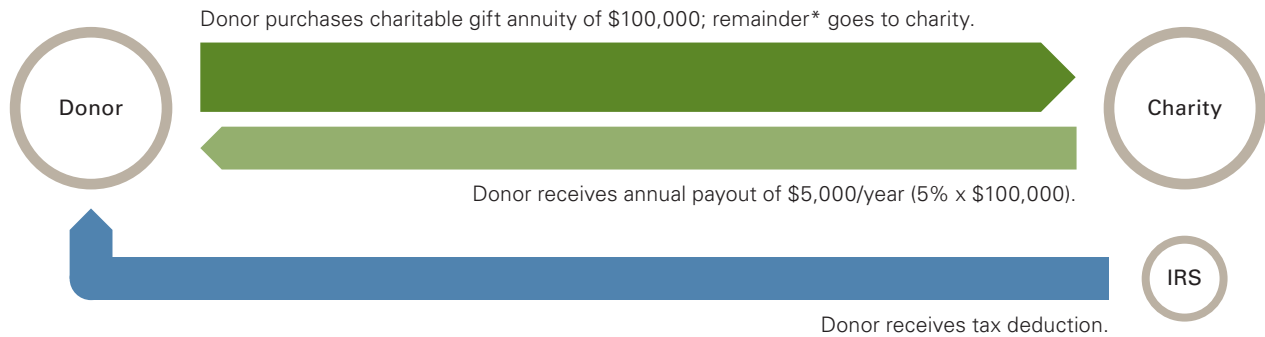 Donor purchases charitable gift annuity of $100,000; remainder* goes to charity.
Donor
Charity
Donor receives annual payout of $5,000/year (5% x $100,000).
IRS
Donor receives tax deduction.